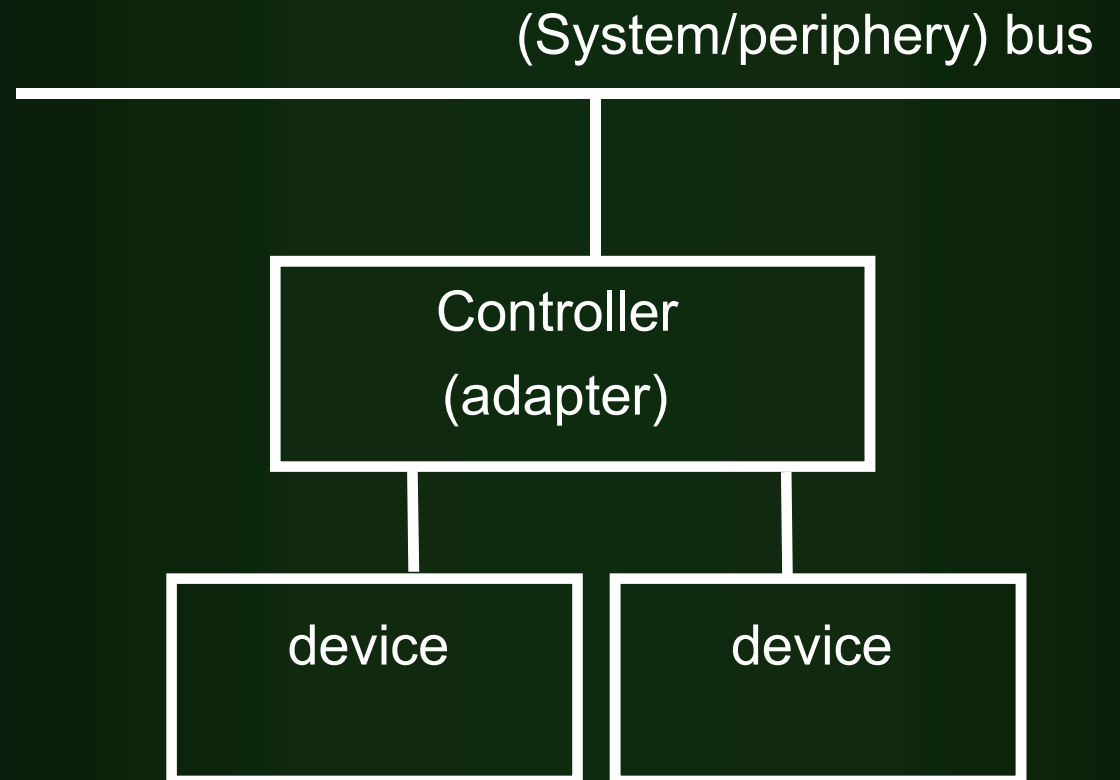 (System/periphery) bus
Controller
(adapter)
device
device